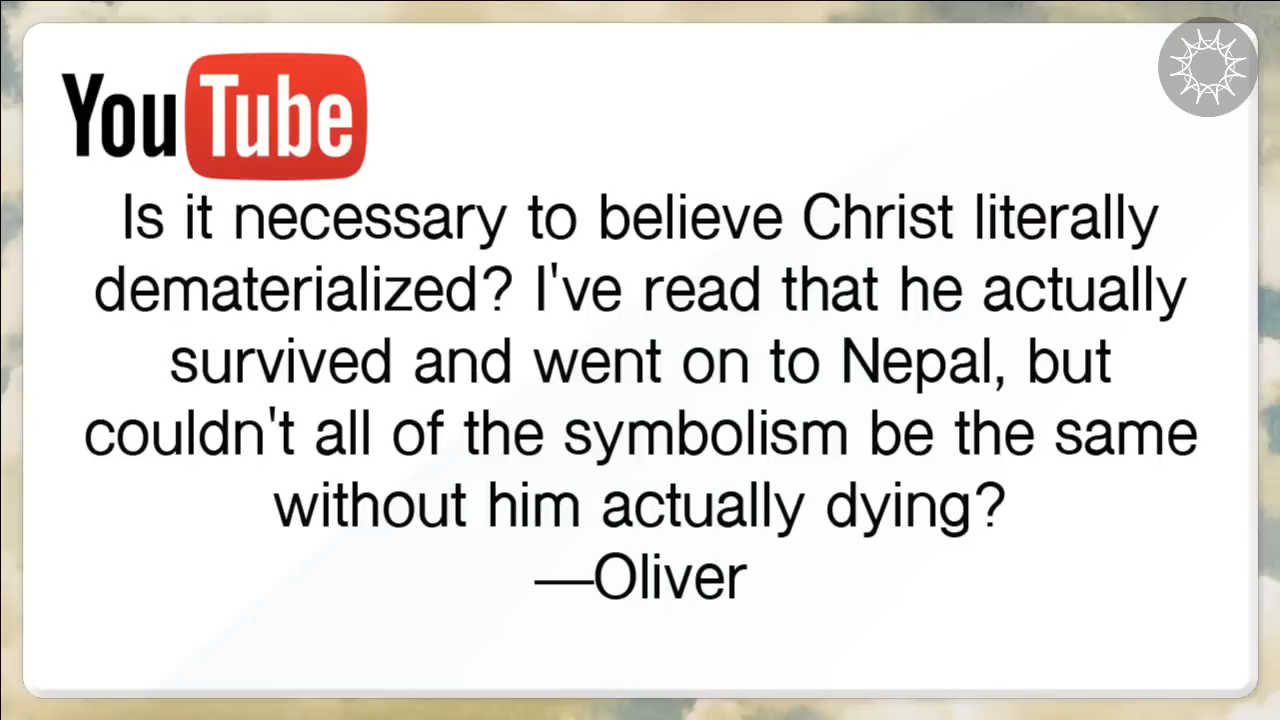 YouTube
Is it necessary to believe Christ literally
dematerialized? I've read that he actually
survived and went on to Nepal, but
couldn't all of the symbolism be the same
without him actually dying?
—Oliver